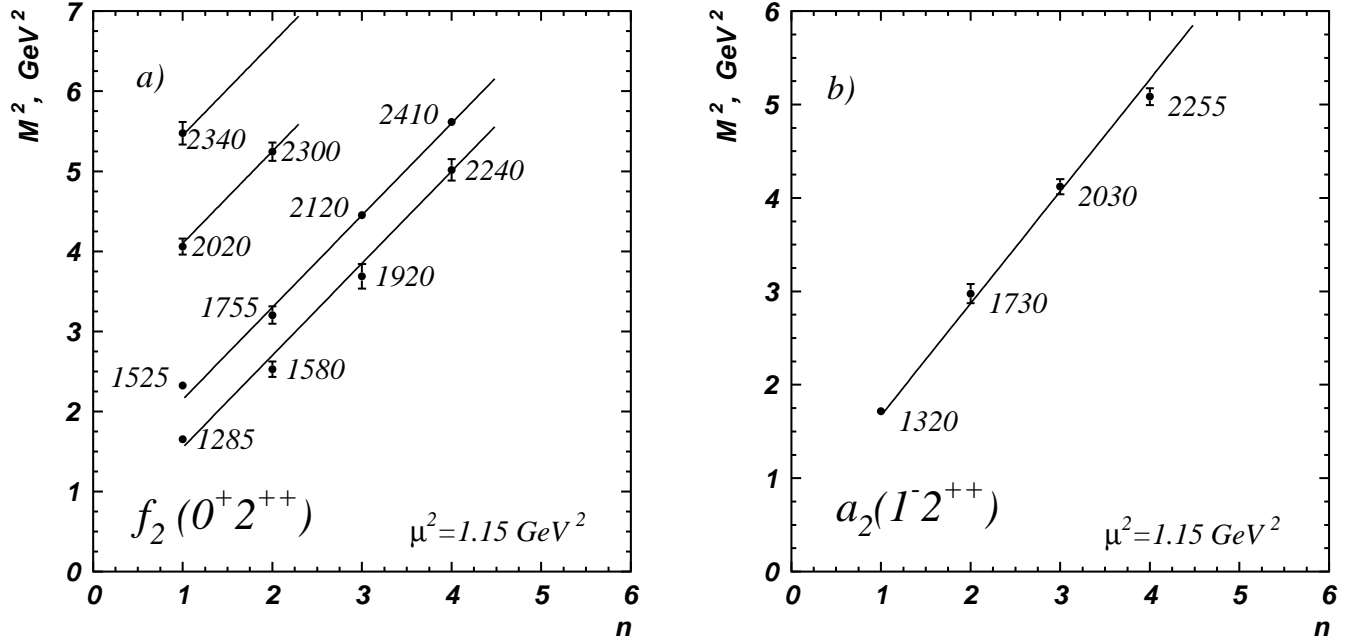 M², GeV²
7
6
5
4
3
2
1
0
a)
2340
2300
2020
2410
2240
2120
1920
1755
1580
1525
1285
f₂ (0⁺2⁺⁺)
μ²=1.15 GeV²
0 1 2 3 4 5 6
n
M², GeV²
6
5
4
3
2
1
0
b)
2255
2030
1730
1320
a₂(1⁻2⁺⁺)
μ²=1.15 GeV²
0 1 2 3 4 5 6
n